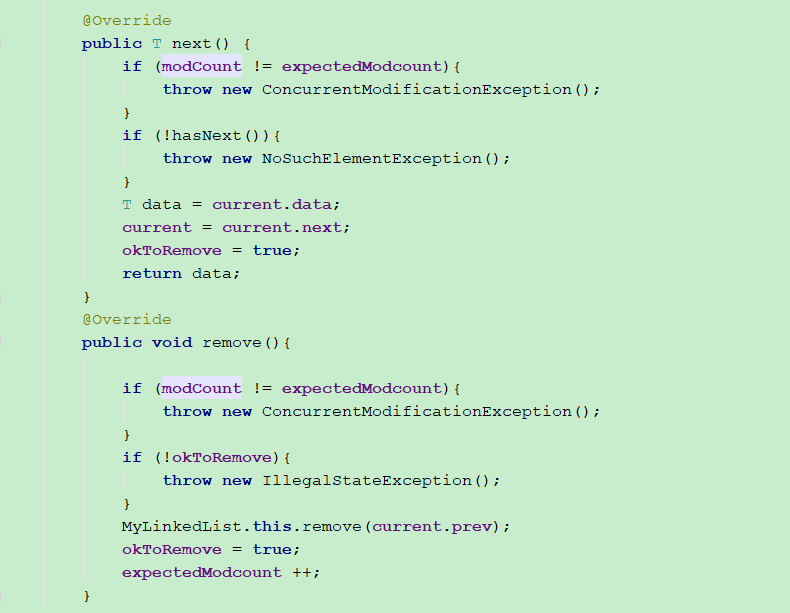 @Override
public T next() {
if (modCount != expectedModcount){
throw new ConcurrentModificationException();
}
if (!hasNext()){
throw new NoSuchElementException();
}
T data = current.data;
current = current.next;
okToRemove = true;
return data;
}
@Override
public void remove(){
if (modCount != expectedModcount){
throw new ConcurrentModificationException();
}
if (!okToRemove){
throw new IllegalStateException();
}
MyLinkedList.this.remove(current.prev);
okToRemove = true;
expectedModcount ++;
}